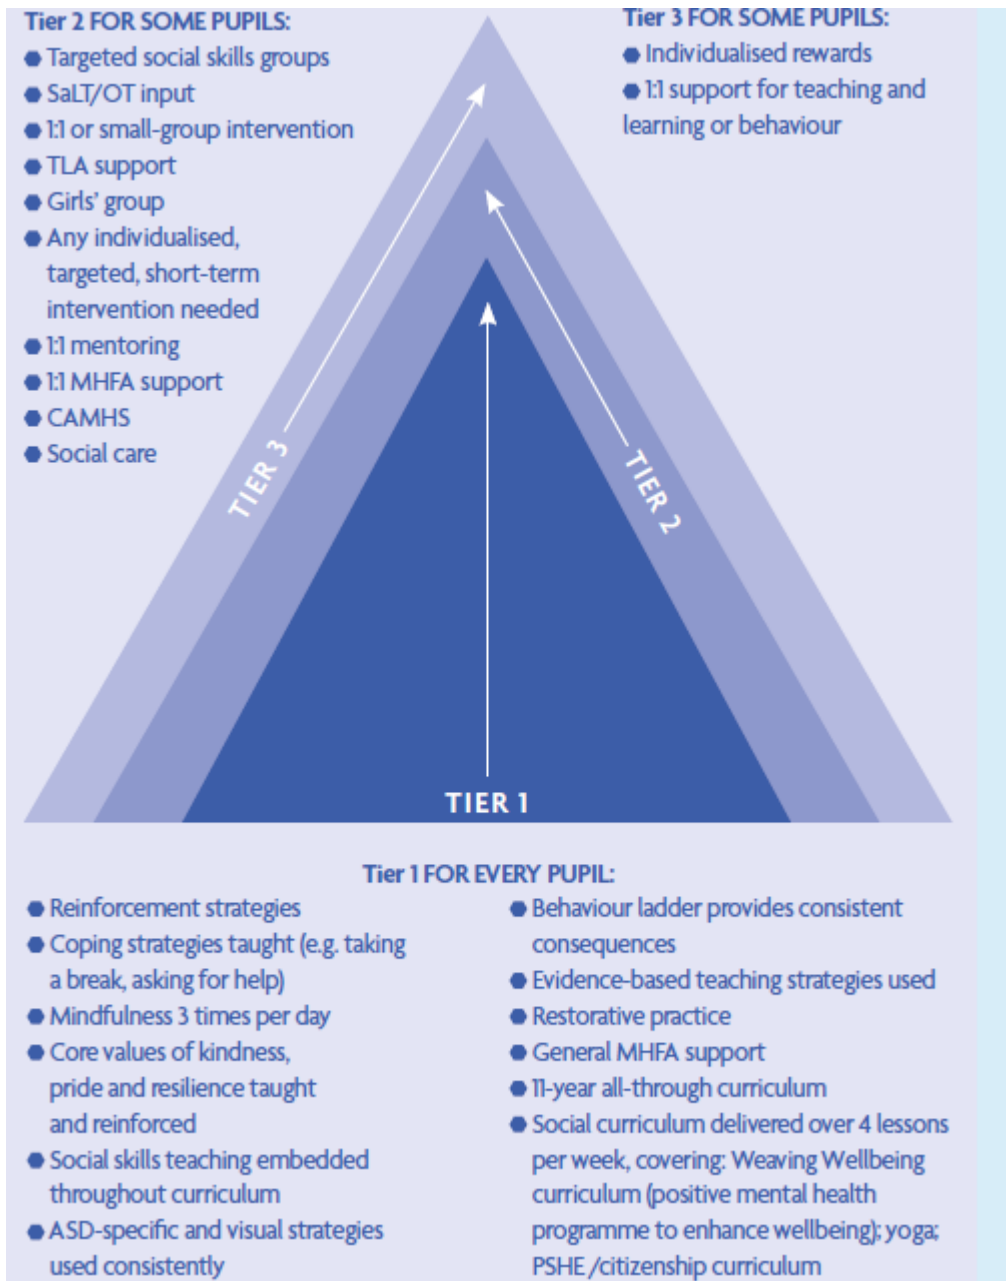 Tier 2 FOR SOME PUPILS:
● Targeted social skills groups
● SaLT/OT input
● 1:1 or small-group intervention
● TLA support
● Girls' group
● Any individualised,
targeted, short-term
intervention needed
● 1:1 mentoring
● 1:1 MHFA support
● CAMHS
● Social care
Tier 3 FOR SOME PUPILS:
● Individualised rewards
● 1:1 support for teaching and
learning or behaviour
TIER 3
TIER 2
TIER 1
Tier 1 FOR EVERY PUPIL:
● Reinforcement strategies
● Coping strategies taught (e.g. taking
a break, asking for help)
● Mindfulness 3 times per day
● Core values of kindness,
pride and resilience taught
and reinforced
● Social skills teaching embedded
throughout curriculum
● ASD-specific and visual strategies
used consistently
● Behaviour ladder provides consistent
consequences
● Evidence-based teaching strategies used
● Restorative practice
● General MHFA support
● 11-year all-through curriculum
● Social curriculum delivered over 4 lessons
per week, covering: Weaving Wellbeing
curriculum (positive mental health
programme to enhance wellbeing); yoga;
PSHE/citizenship curriculum